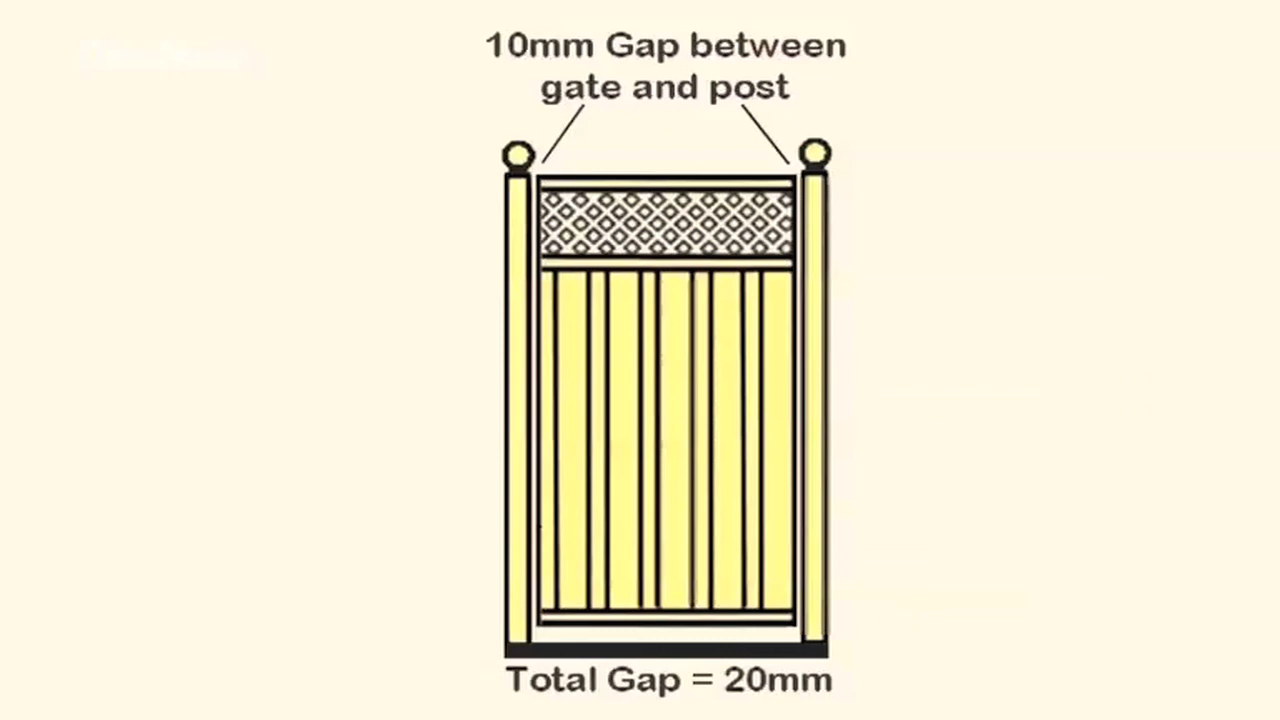 10mm Gap between
gate and post
Total Gap = 20mm